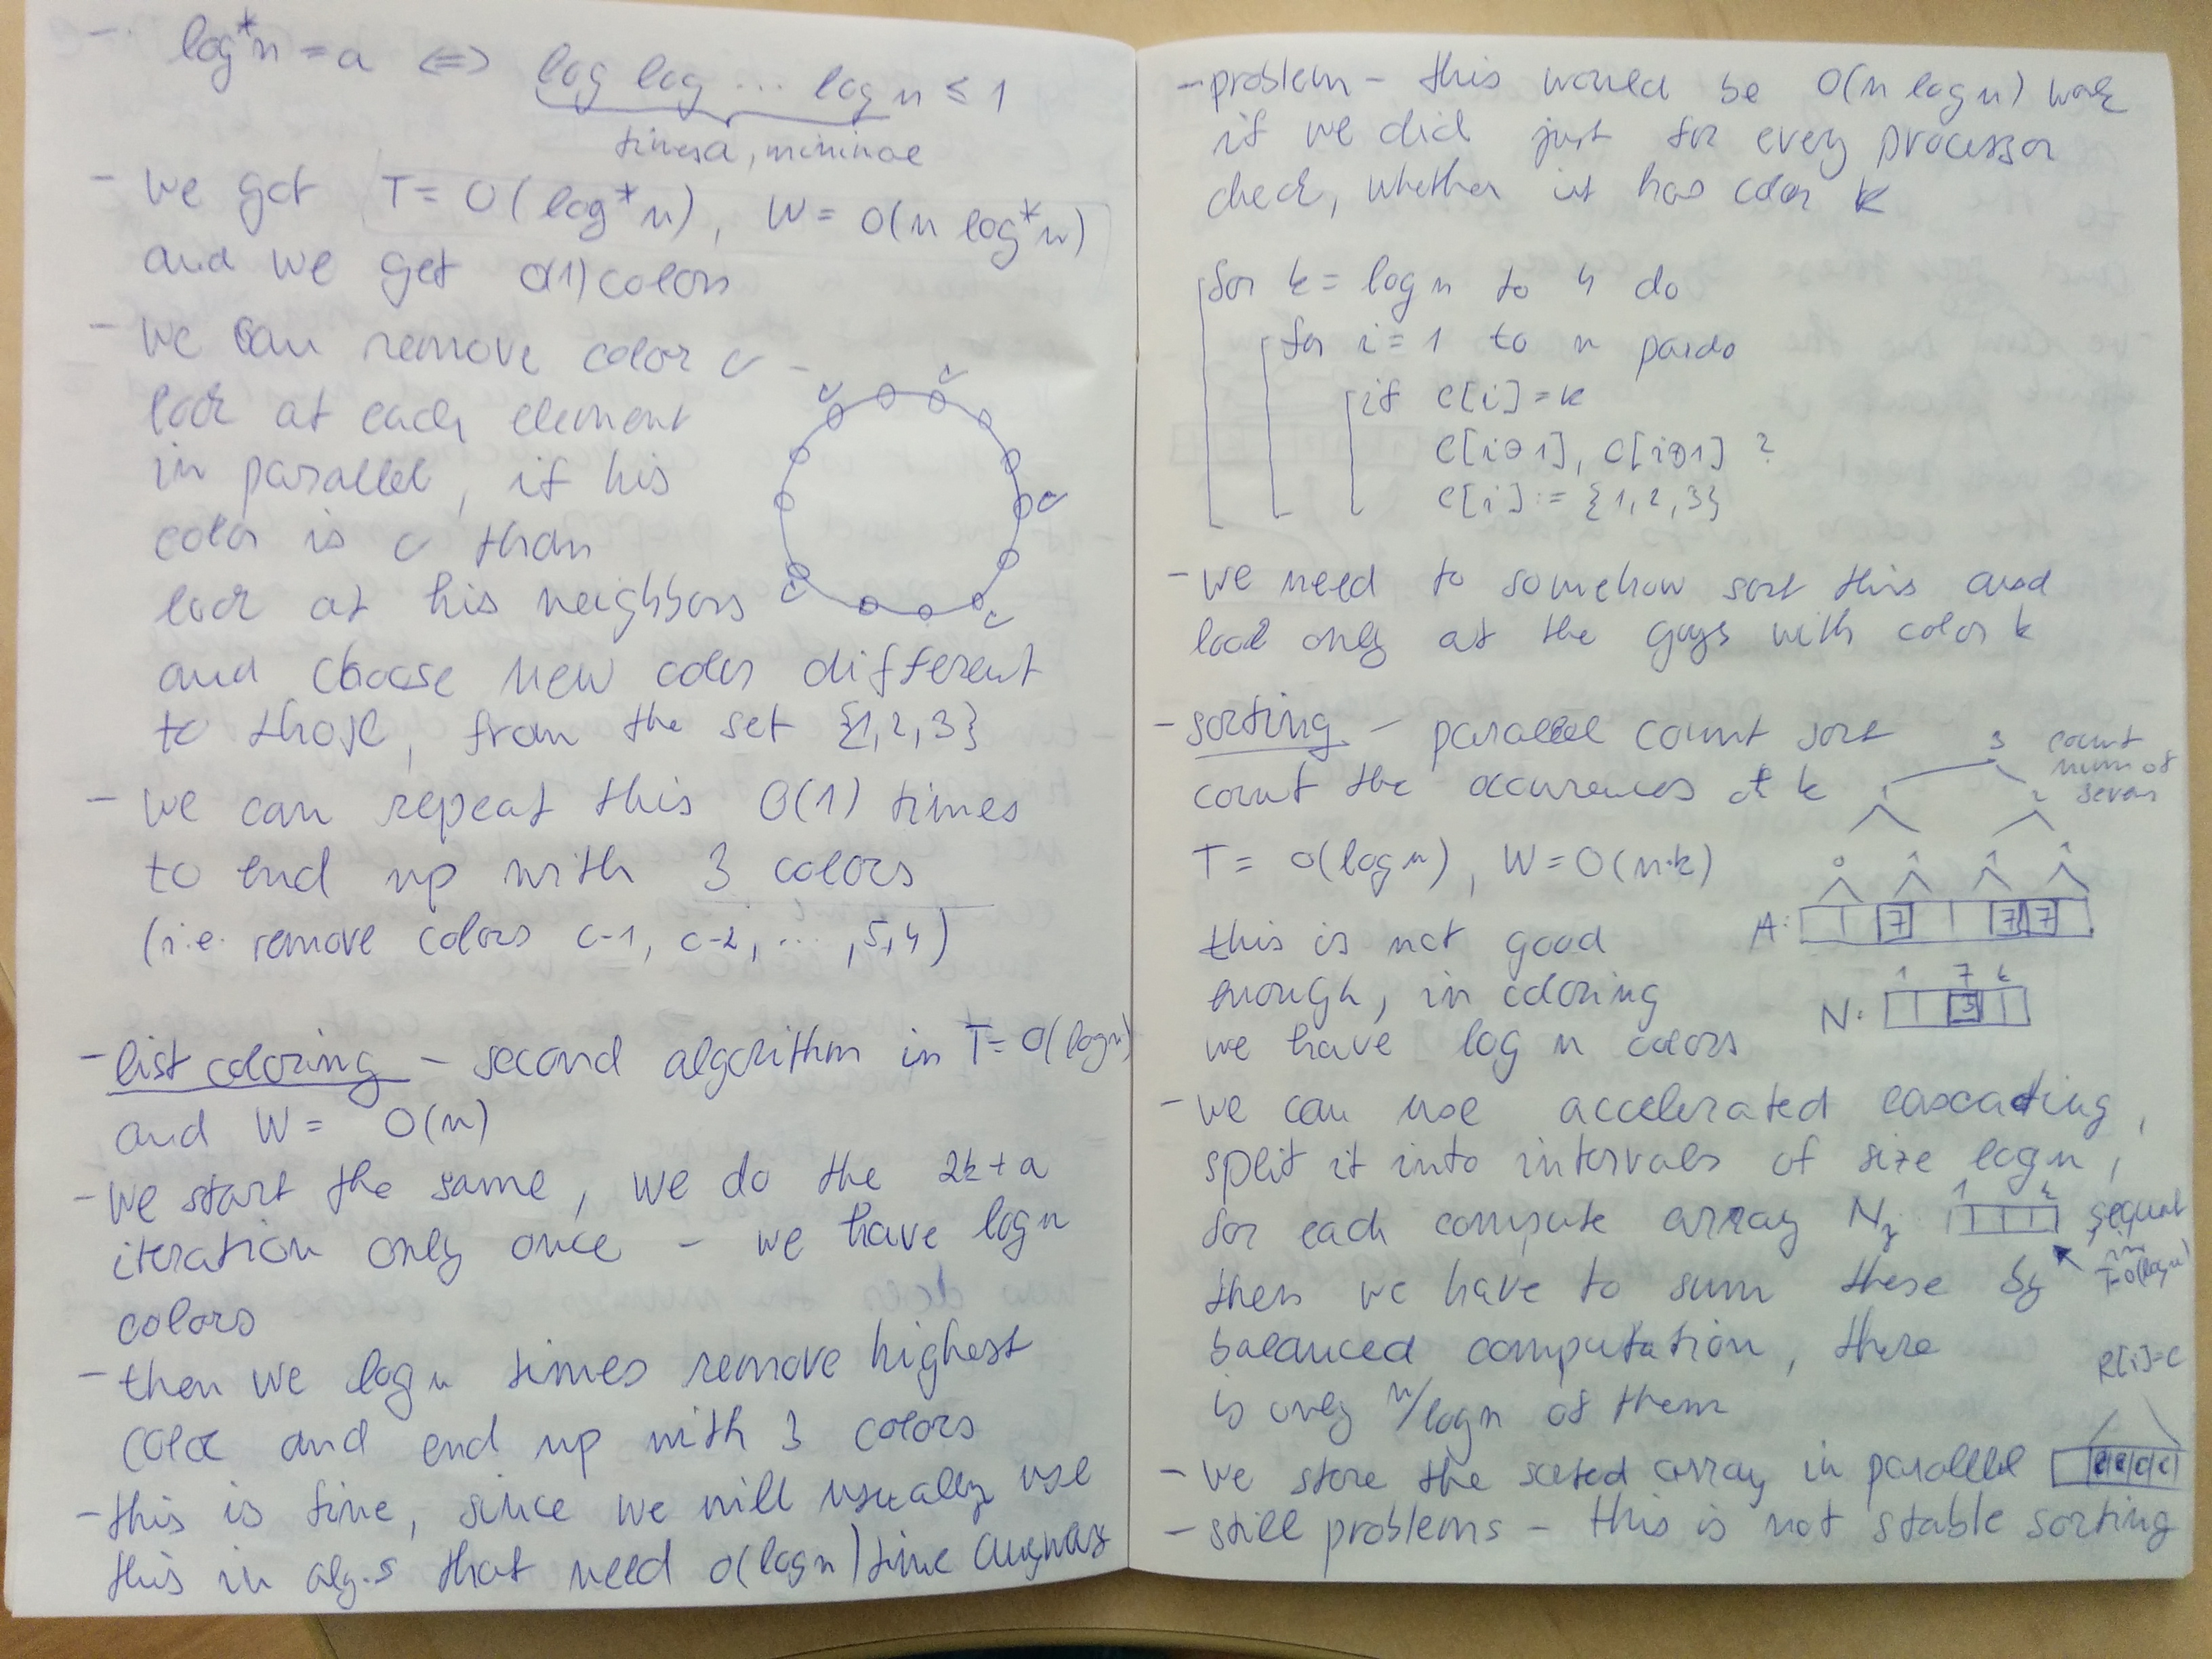 - log*n = a ⟺ log log ... log n ≤ 1
times a, minimal
- we got T = O(log*n), W = O(n log*n)
and we get O(1) colors
- we can remove color c -
look at each element
in parallel, if his
color is c than
look at his neighbors
and choose new color different
to those, from the set {1,2,3}
c
c
c
c
c
- we can repeat this O(1) times
to end up with 3 colors
(i.e. remove colors c-1, c-2, ..., 5,4)
- list coloring - second algorithm in T = O(log n)
and W = O(n)
- we start the same, we do the 2k+a
iteration only once - we have log n
colors
- then we log n times remove highest
color and end up with 3 colors
- this is fine, since we will usually use
this in alg.s that need O(log n) time anyway
- problem - this would be O(n log n) work
if we did just for every processor
check, whether it has color k
for k = log n to 4 do
for i = 1 to n pardo
if C[i] = k
C[i⊖1], C[i⊕1] ?
C[i] := {1,2,3}
- we need to somehow sort this and
look only at the guys with color k
- sorting - parallel count sort
count the occurences of k
T = O(log n), W = O(n·k)
this is not good
enough, in coloring
we have log n colors
3 count
num of
seven
1 2
0 1 1 1
A: 7 7 7
1 7 k
N: 3
- we can use accelerated cascading,
split it into intervals of size log n,
for each compute array N_j 1 k sequent
in
T=O(log n)
then we have to sum these by
balanced computation, there
is only n/log n of them
R[i]=c
- we store the sorted array in parallel c c c c
- still problems - this is not stable sorting